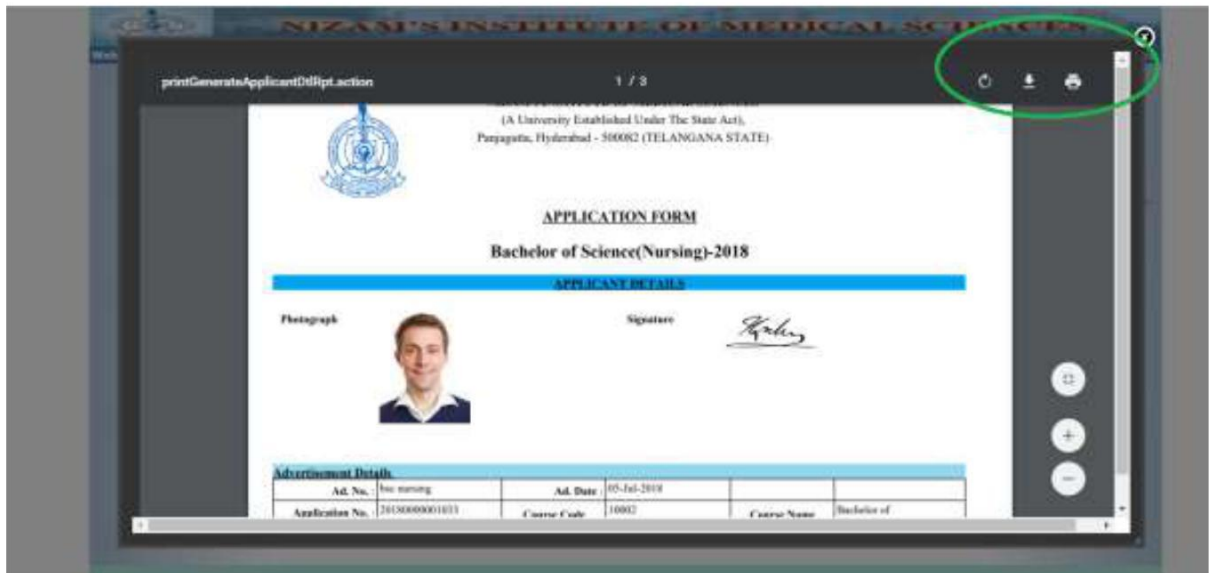 NIZAM'S INSTITUTE OF MEDICAL SCIENCES
printGenerateApplicantDtlRpt.action 1 / 3
(A University Established Under The State Act),
Panjagutta, Hyderabad - 500082 (TELANGANA STATE)
APPLICATION FORM
Bachelor of Science(Nursing)-2018
APPLICANT DETAILS
Photograph Signature
Advertisement Details
Ad. No. : bsc nursing Ad. Date : 05-Jul-2018
Application No. : 20180000001033 Course Code 10002 Course Name Bachelor of